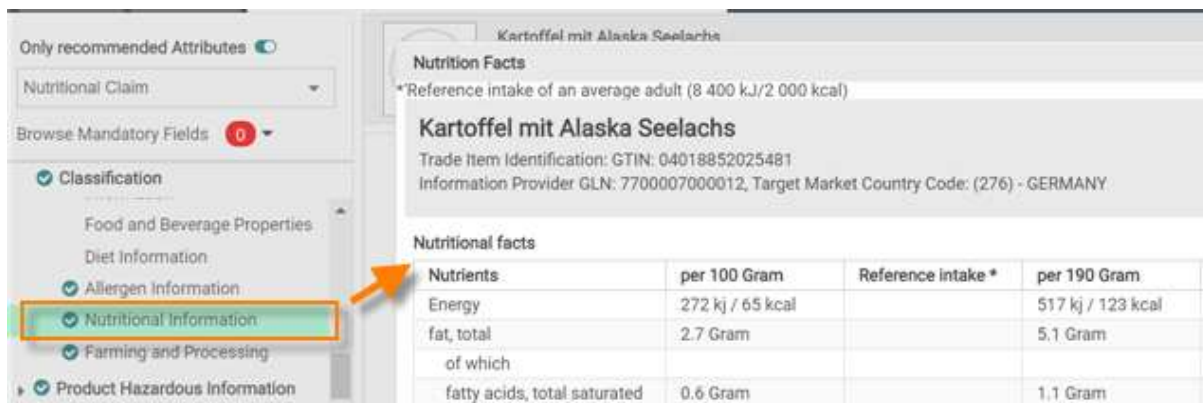 Only recommended Attributes
Nutritional Claim
Browse Mandatory Fields 0
Classification
Food and Beverage Properties
Diet Information
Allergen Information
Nutritional Information
Farming and Processing
Product Hazardous Information
Kartoffel mit Alaska Seelachs
Nutrition Facts
*Reference intake of an average adult (8 400 kJ/2 000 kcal)
Kartoffel mit Alaska Seelachs
Trade Item Identification: GTIN: 04018852025481
Information Provider GLN: 7700007000012, Target Market Country Code: (276) - GERMANY
Nutritional facts
Nutrients per 100 Gram Reference intake * per 190 Gram
Energy 272 kj / 65 kcal 517 kj / 123 kcal
fat, total 2.7 Gram 5.1 Gram
of which
fatty acids, total saturated 0.6 Gram 1.1 Gram